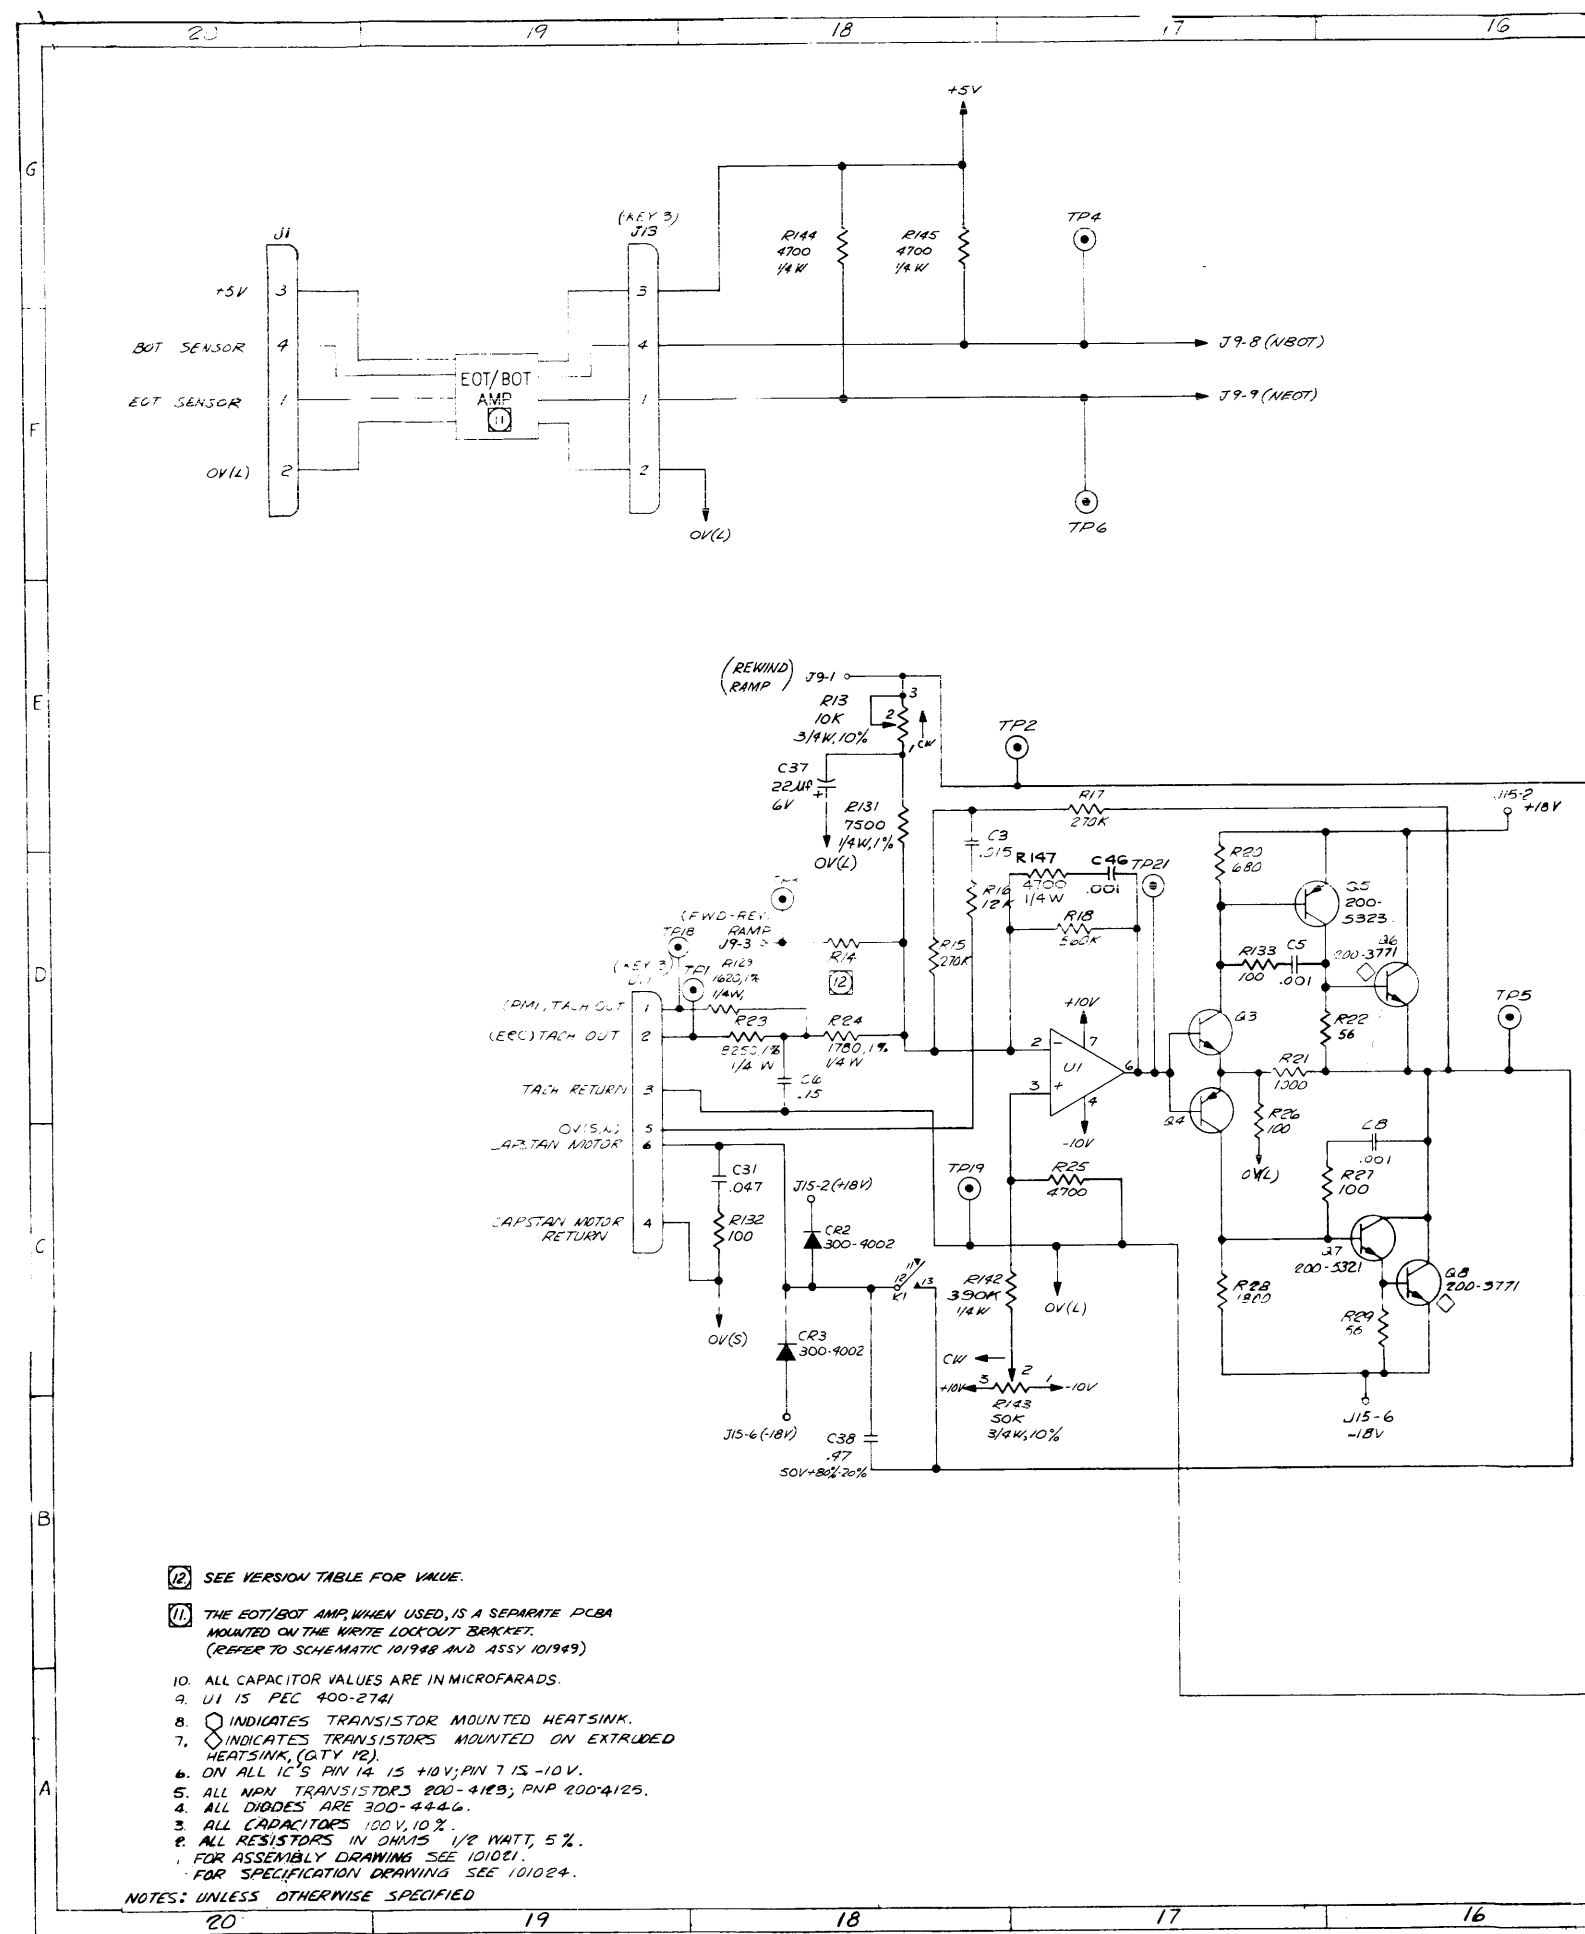 20 19 18 17 16
+5V
G
(KEY 3)
J1
J13
R144
4700
1/4 W
R145
4700
1/4 W
TP4
+5V 3
3
BOT SENSOR 4
4
J9-8 (NBOT)
EOT/BOT
AMP
11
EOT SENSOR 1
1
J9-9 (NEOT)
F
0V(L) 2
2
0V(L)
TP6
E
(REWIND RAMP) J9-1
R13
10K
3/4W, 10%
3
2
1
CW
TP2
C37
22µf
6V
+
0V(L)
R131
7500
1/4W, 1%
R17
270K
J15-2
+18V
C3
.015
R16
12K
R147
4700
1/4 W
C46
.001
TP21
R18
560K
R20
680
Q5
200-
5323
R133
100
C5
.001
Q6
200-3771
D
(FWD-REV.
RAMP
J9-3
TP18
R14
12
R15
270K
(KEY 3)
TP1
R129
1620, 1%
1/4W,
TACH OUT 1
TACH OUT 2
R23
8250, 1%
1/4 W
R24
1780, 1%
1/4 W
.15
TACH RETURN 3
5
CAPSTAN MOTOR 6
+10V
2
-
7
U1
6
3
+
4
-10V
Q3
Q4
R22
56
R21
1000
R26
100
0V(L)
TP5
C8
.001
R27
100
C
C31
.047
R132
100
CAPSTAN MOTOR
RETURN
4
0V(S)
J15-2 (+18V)
CR2
300-4002
CR3
300-4002
J15-6 (-18V)
11
12
13
K1
TP19
R25
4700
R142
390K
1/4W
0V(L)
CW
+10V 3
2
1 -10V
R143
50K
3/4W, 10%
C38
.47
50V+80%-20%
Q7
200-5321
Q8
200-3771
R28
1800
R29
56
J15-6
-18V
B
12. SEE VERSION TABLE FOR VALUE.
11. THE EOT/BOT AMP, WHEN USED, IS A SEPARATE PCBA
MOUNTED ON THE WRITE LOCKOUT BRACKET.
(REFER TO SCHEMATIC 101948 AND ASSY 101949)
10. ALL CAPACITOR VALUES ARE IN MICROFARADS.
9. U1 IS PEC 400-2741
8. INDICATES TRANSISTOR MOUNTED HEATSINK.
7. INDICATES TRANSISTORS MOUNTED ON EXTRUDED
HEATSINK, (QTY 12).
6. ON ALL IC'S PIN 14 IS +10V; PIN 7 IS -10V.
5. ALL NPN TRANSISTORS 200-4123; PNP 200-4125.
4. ALL DIODES ARE 300-4446.
3. ALL CAPACITORS 100V, 10%.
2. ALL RESISTORS IN OHMS 1/2 WATT, 5%.
FOR ASSEMBLY DRAWING SEE 101021.
FOR SPECIFICATION DRAWING SEE 101024.
NOTES: UNLESS OTHERWISE SPECIFIED
A
20 19 18 17 16